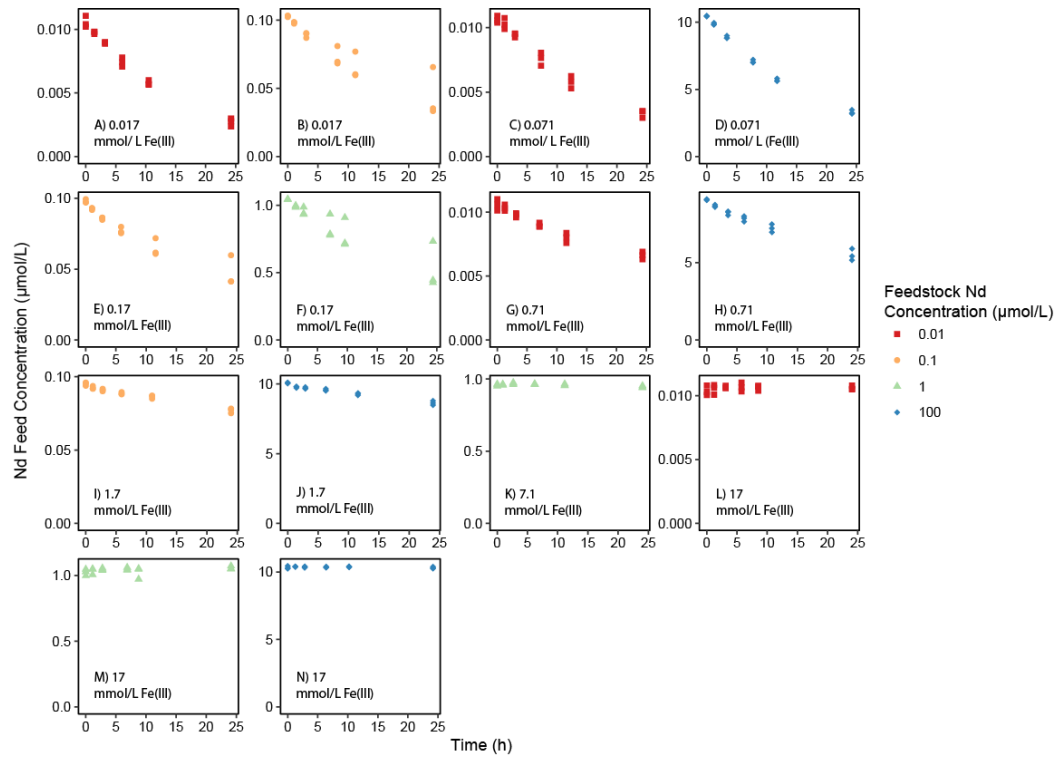 0.010
0.005
0.000
0 5 10 15 20 25
A) 0.017
mmol/ L Fe(III)
0.10
0.05
0.00
0 5 10 15 20 25
B) 0.017
mmol/L Fe(III)
0.010
0.005
0.000
0 5 10 15 20 25
C) 0.071
mmol/ L Fe(III)
10
5
0
0 5 10 15 20 25
D) 0.071
mmol/ L (Fe(III)
0.10
0.05
0.00
0 5 10 15 20 25
E) 0.17
mmol/L Fe(III)
1.0
0.5
0.0
0 5 10 15 20 25
F) 0.17
mmol/L Fe(III)
0.010
0.005
0.000
0 5 10 15 20 25
G) 0.71
mmol/L Fe(III)
5
0
0 5 10 15 20 25
H) 0.71
mmol/L Fe(III)
0.10
0.05
0.00
0 5 10 15 20 25
I) 1.7
mmol/L Fe(III)
10
5
0
0 5 10 15 20 25
J) 1.7
mmol/L Fe(III)
1.0
0.5
0.0
0 5 10 15 20 25
K) 7.1
mmol/L Fe(III)
0.010
0.005
0.000
0 5 10 15 20 25
L) 17
mmol/L Fe(III)
1.0
0.5
0.0
0 5 10 15 20 25
M) 17
mmol/L Fe(III)
10
5
0
0 5 10 15 20 25
N) 17
mmol/L Fe(III)
Nd Feed Concentration (μmol/L)
Time (h)
Feedstock Nd
Concentration (μmol/L)
0.01
0.1
1
100